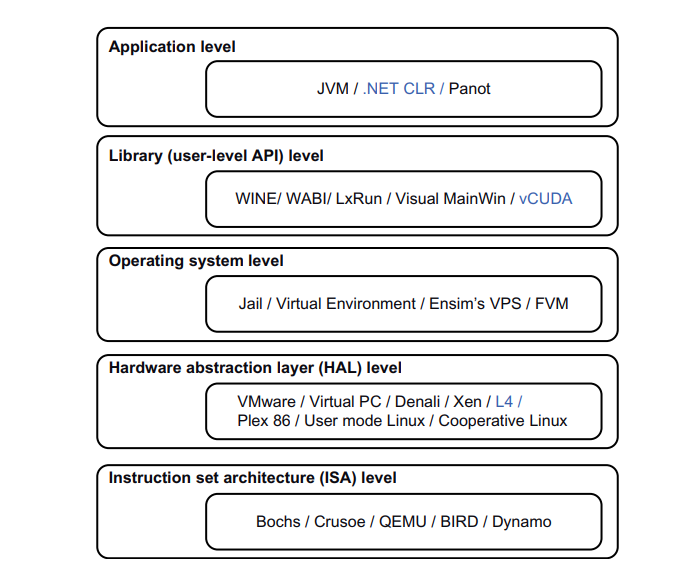 Application level
JVM / .NET CLR / Panot
Library (user-level API) level
WINE/ WABI/ LxRun / Visual MainWin / vCUDA
Operating system level
Jail / Virtual Environment / Ensim's VPS / FVM
Hardware abstraction layer (HAL) level
VMware / Virtual PC / Denali / Xen / L4 /
Plex 86 / User mode Linux / Cooperative Linux
Instruction set architecture (ISA) level
Bochs / Crusoe / QEMU / BIRD / Dynamo